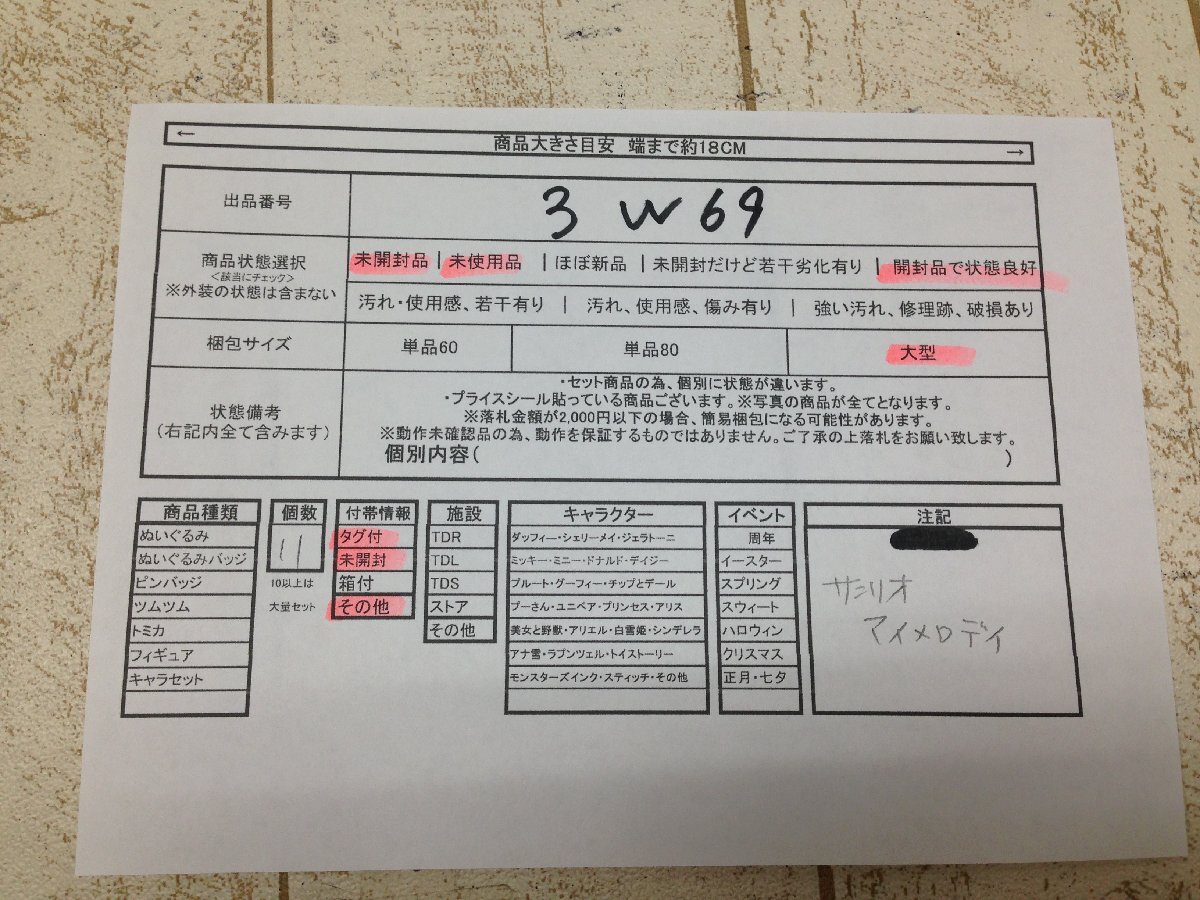 ← 商品大きさ目安 端まで約18CM →
出品番号 3 W 69
商品状態選択
<該当にチェック>
※外装の状態は含まない
未開封品 | 未使用品 | ほぼ新品 | 未開封だけど若干劣化有り | 開封品で状態良好
汚れ・使用感、若干有り | 汚れ、使用感、傷み有り | 強い汚れ、修理跡、破損あり
梱包サイズ 単品60 単品80 大型
状態備考
(右記内全て含みます)
・セット商品の為、個別に状態が違います。
・プライスシール貼っている商品ございます。※写真の商品が全てとなります。
※落札金額が2,000円以下の場合、簡易梱包になる可能性があります。
※動作未確認品の為、動作を保証するものではありません。ご了承の上落札をお願い致します。
個別内容( )
商品種類
ぬいぐるみ
ぬいぐるみバッジ
ピンバッジ
ツムツム
トミカ
フィギュア
キャラセット
個数
11
10以上は
大量セット
付帯情報
タグ付
未開封
箱付
その他
施設
TDR
TDL
TDS
ストア
その他
キャラクター
ダッフィー・シェリーメイ・ジェラトーニ
ミッキー・ミニー・ドナルド・デイジー
プルート・グーフィー・チップとデール
プーさん・ユニベア・プリンセス・アリス
美女と野獣・アリエル・白雪姫・シンデレラ
アナ雪・ラプンツェル・トイストーリー
モンスターズインク・スティッチ・その他
イベント
周年
イースター
スプリング
スウィート
ハロウィン
クリスマス
正月・七夕
注記
サンリオ
マイメロディ